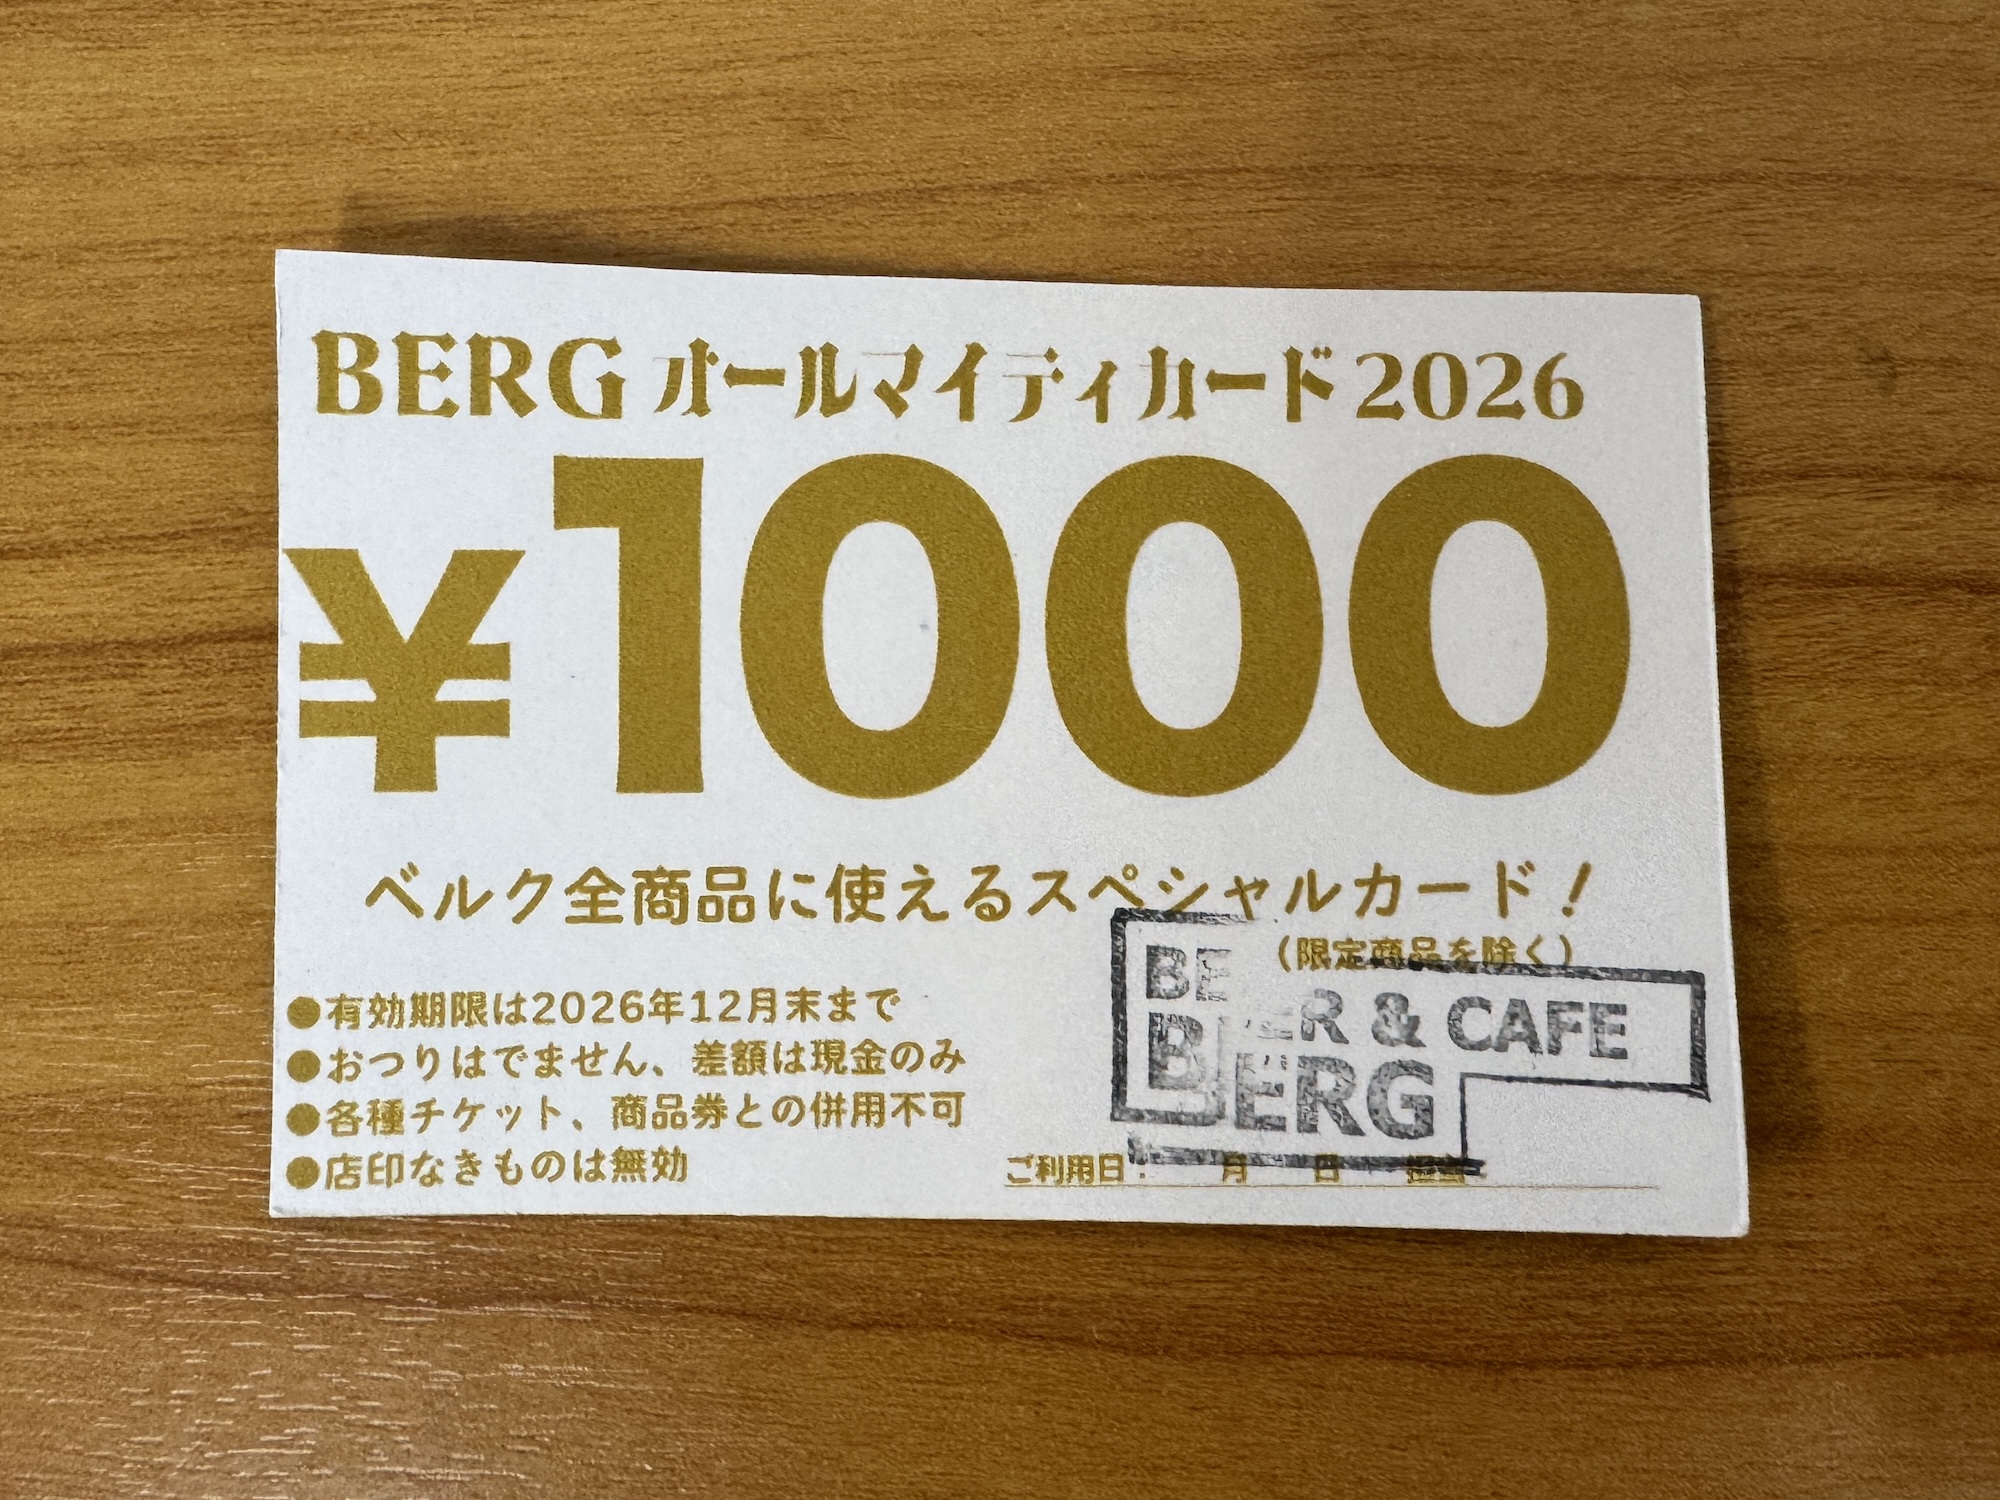 BERG オールマイティカード2026
¥1000
ベルク全商品に使えるスペシャルカード！
(限定商品を除く)
●有効期限は2026年12月末まで
●おつりはでません、差額は現金のみ
●各種チケット、商品券との併用不可
●店印なきものは無効
BEER & CAFE
BERG
ご利用日： 月 日 担当：